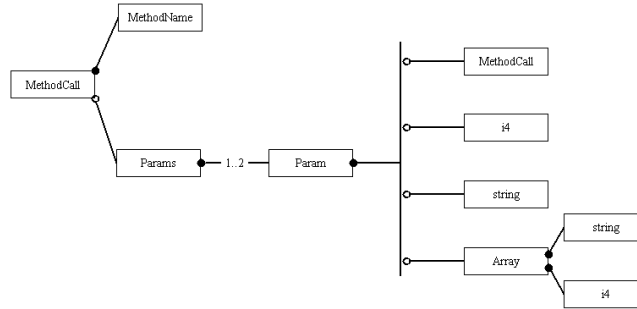 MethodName
MethodCall
MethodCall
i4
Params
1..2
Param
string
string
Array
i4